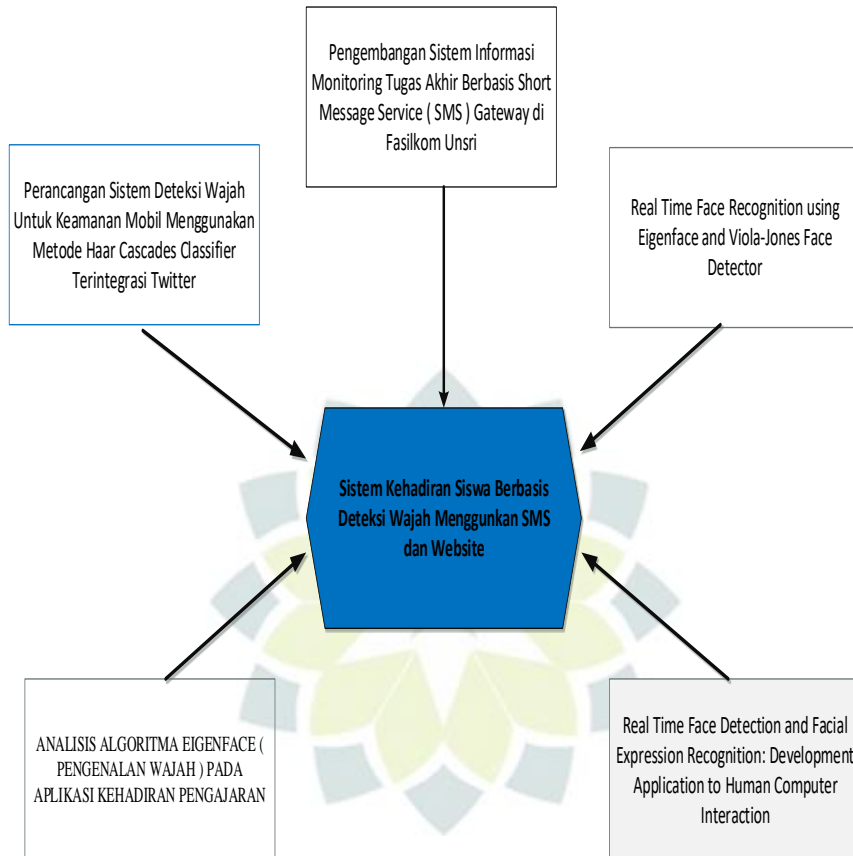 Pengembangan Sistem Informasi
Monitoring Tugas Akhir Berbasis Short
Message Service ( SMS ) Gateway di
Fasilkom Unsri
Perancangan Sistem Deteksi Wajah
Untuk Keamanan Mobil Menggunakan
Metode Haar Cascades Classifier
Terintegrasi Twitter
Real Time Face Recognition using
Eigenface and Viola-Jones Face
Detector
Sistem Kehadiran Siswa Berbasis
Deteksi Wajah Menggunkan SMS
dan Website
ANALISIS ALGORITMA EIGENFACE (
PENGENALAN WAJAH ) PADA
APLIKASI KEHADIRAN PENGAJARAN
Real Time Face Detection and Facial
Expression Recognition: Development
Application to Human Computer
Interaction